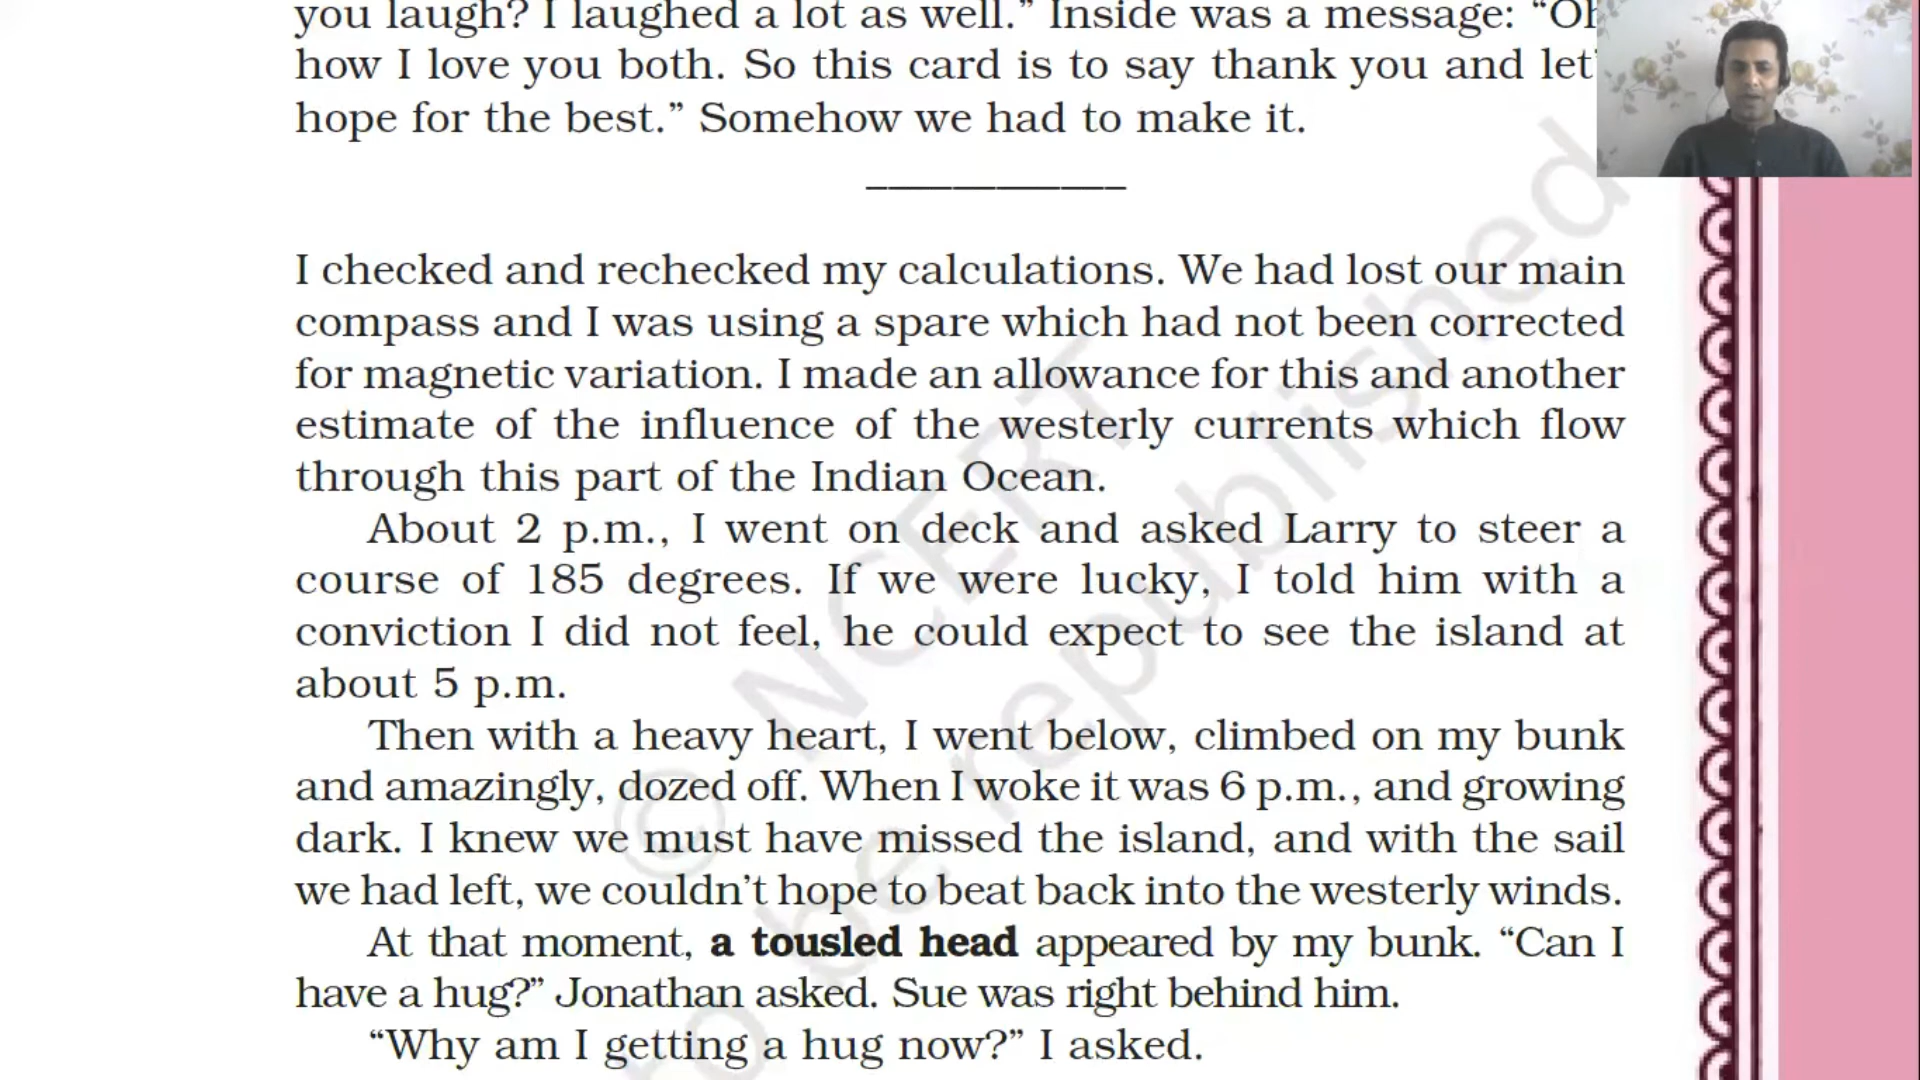 you laugh? I laughed a lot as well.” Inside was a message: “Oh
how I love you both. So this card is to say thank you and let’
hope for the best.” Somehow we had to make it.
I checked and rechecked my calculations. We had lost our main
compass and I was using a spare which had not been corrected
for magnetic variation. I made an allowance for this and another
estimate of the influence of the westerly currents which flow
through this part of the Indian Ocean.
About 2 p.m., I went on deck and asked Larry to steer a
course of 185 degrees. If we were lucky, I told him with a
conviction I did not feel, he could expect to see the island at
about 5 p.m.
Then with a heavy heart, I went below, climbed on my bunk
and amazingly, dozed off. When I woke it was 6 p.m., and growing
dark. I knew we must have missed the island, and with the sail
we had left, we couldn’t hope to beat back into the westerly winds.
At that moment, a tousled head appeared by my bunk. “Can I
have a hug?” Jonathan asked. Sue was right behind him.
“Why am I getting a hug now?” I asked.
© NCERT
to be republished